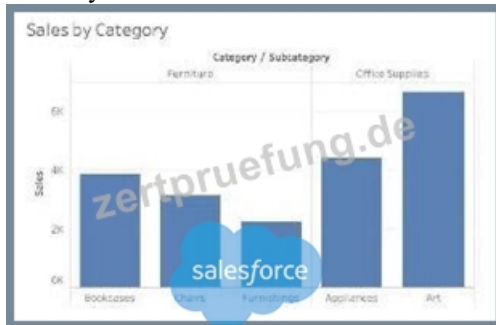 Sales by Category
Category / Subcategory
Furniture Office Supplies
6K
4K
2K
0K
Sales
zertpruefung.de
salesforce
Bookcases Chairs Furnishings Appliances Art